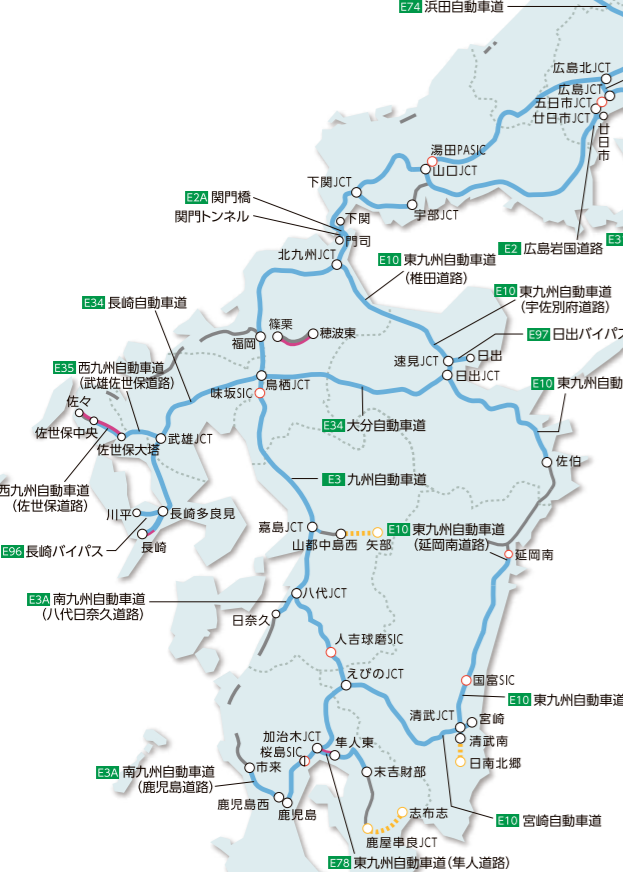 E74 浜田自動車道
広島北JCT
広島JCT
五日市JCT
廿日市JCT
廿日市
湯田PASIC
山口JCT
下関JCT
宇部JCT
E2A 関門橋
関門トンネル
下関
門司
E2 広島岩国道路
E3
北九州JCT
E10 東九州自動車道
(椎田道路)
E10 東九州自動車道
(宇佐別府道路)
E34 長崎自動車道
篠栗
穂波東
福岡
E97 日出バイパス
日出
速見JCT
日出JCT
E35 西九州自動車道
(武雄佐世保道路)
E10 東九州自動
佐々
鳥栖JCT
味坂SIC
佐世保中央
佐世保大塔
武雄JCT
E34 大分自動車道
佐伯
E3 九州自動車道
西九州自動車道
(佐世保道路)
川平
長崎多良見
嘉島JCT
山都中島西
矢部
E10 東九州自動車道
(延岡南道路)
延岡南
E96 長崎バイパス
長崎
E3A 南九州自動車道
(八代日奈久道路)
八代JCT
日奈久
人吉球磨SIC
えびのJCT
国富SIC
E10 東九州自動車道
清武JCT
宮崎
清武南
日南北郷
加治木JCT
桜島SIC
隼人東
市来
E3A 南九州自動車道
(鹿児島道路)
末吉財部
鹿児島西
鹿児島
志布志
E10 宮崎自動車道
鹿屋串良JCT
E78 東九州自動車道(隼人道路)